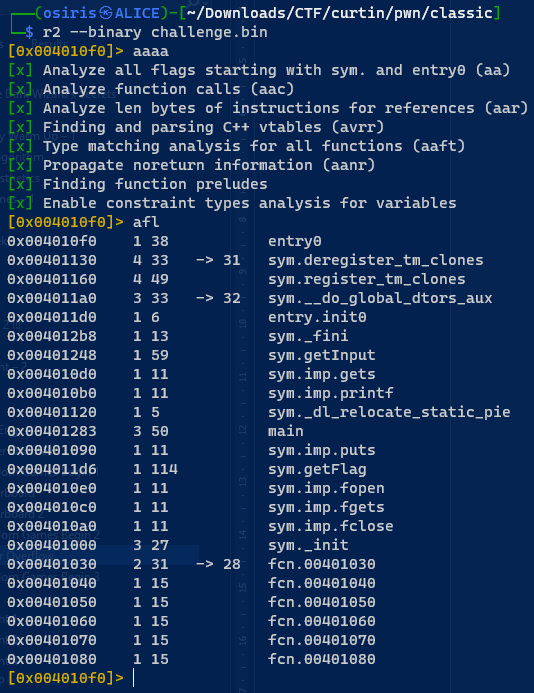 ┌──(osiris㉿ALICE)-[~/Downloads/CTF/curtin/pwn/classic]
└─$ r2 --binary challenge.bin
[0x004010f0]> aaaa
[x] Analyze all flags starting with sym. and entry0 (aa)
[x] Analyze function calls (aac)
[x] Analyze len bytes of instructions for references (aar)
[x] Finding and parsing C++ vtables (avrr)
[x] Type matching analysis for all functions (aaft)
[x] Propagate noreturn information (aanr)
[x] Finding function preludes
[x] Enable constraint types analysis for variables
[0x004010f0]> afl
0x004010f0    1 38           entry0
0x00401130    4 33   -> 31   sym.deregister_tm_clones
0x00401160    4 49           sym.register_tm_clones
0x004011a0    3 33   -> 32   sym.__do_global_dtors_aux
0x004011d0    1 6            entry.init0
0x004012b8    1 13           sym._fini
0x00401248    1 59           sym.getInput
0x004010d0    1 11           sym.imp.gets
0x004010b0    1 11           sym.imp.printf
0x00401120    1 5            sym._dl_relocate_static_pie
0x00401283    3 50           main
0x00401090    1 11           sym.imp.puts
0x004011d6    1 114          sym.getFlag
0x004010e0    1 11           sym.imp.fopen
0x004010c0    1 11           sym.imp.fgets
0x004010a0    1 11           sym.imp.fclose
0x00401000    3 27           sym._init
0x00401030    2 31   -> 28   fcn.00401030
0x00401040    1 15           fcn.00401040
0x00401050    1 15           fcn.00401050
0x00401060    1 15           fcn.00401060
0x00401070    1 15           fcn.00401070
0x00401080    1 15           fcn.00401080
[0x004010f0]>